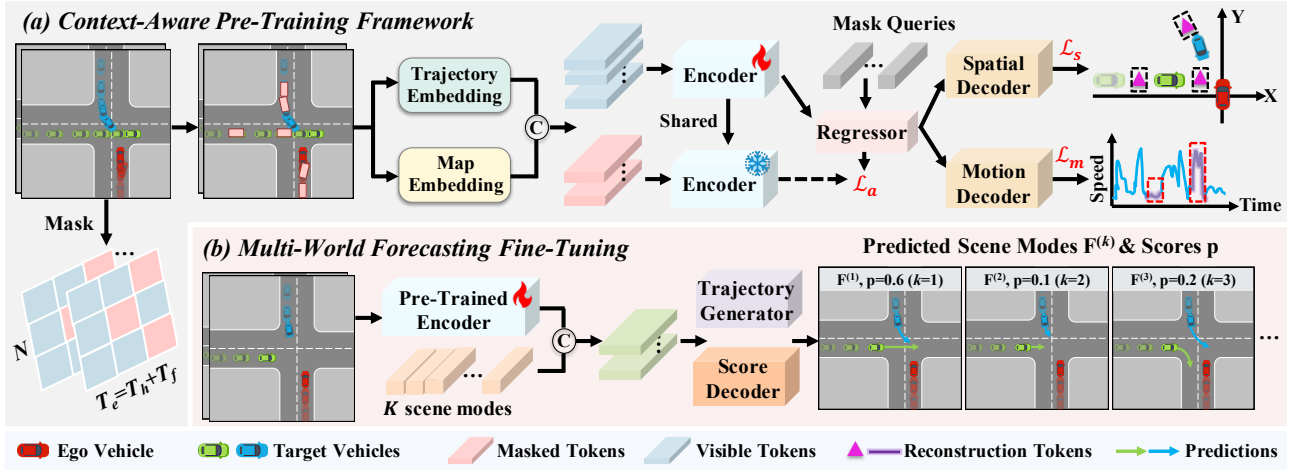 (a) Context-Aware Pre-Training Framework
Trajectory
Embedding
Map
Embedding
C
Encoder
Shared
Encoder
Mask Queries
...
Regressor
ℒₐ
Spatial
Decoder
ℒₛ
Motion
Decoder
ℒₘ
Y
X
Speed
Time
Mask
...
N
Tₑ=Tₕ+T_f
(b) Multi-World Forecasting Fine-Tuning
Pre-Trained
Encoder
...
K scene modes
C
Trajectory
Generator
Score
Decoder
Predicted Scene Modes F⁽ᵏ⁾ & Scores p
F⁽¹⁾, p=0.6 (k=1)
F⁽²⁾, p=0.1 (k=2)
F⁽³⁾, p=0.2 (k=3)
...
Ego Vehicle
Target Vehicles
Masked Tokens
Visible Tokens
Reconstruction Tokens
Predictions